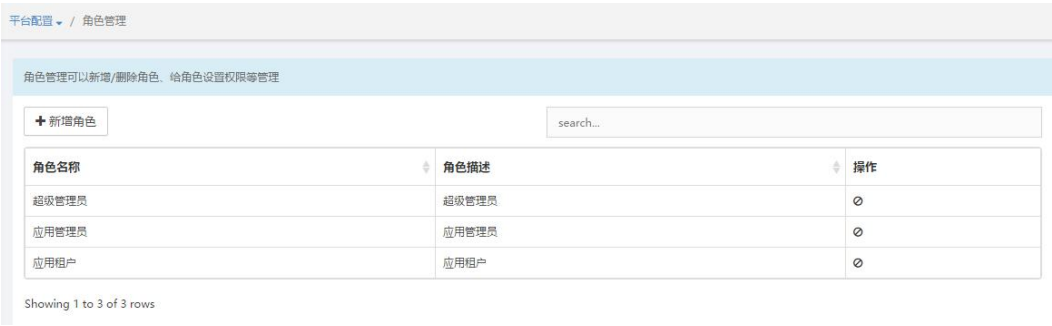 平台配置 / 角色管理
角色管理可以新增/删除角色、给角色设置权限等管理
新增角色
search...
角色名称 角色描述 操作
超级管理员 超级管理员
应用管理员 应用管理员
应用租户 应用租户
Showing 1 to 3 of 3 rows